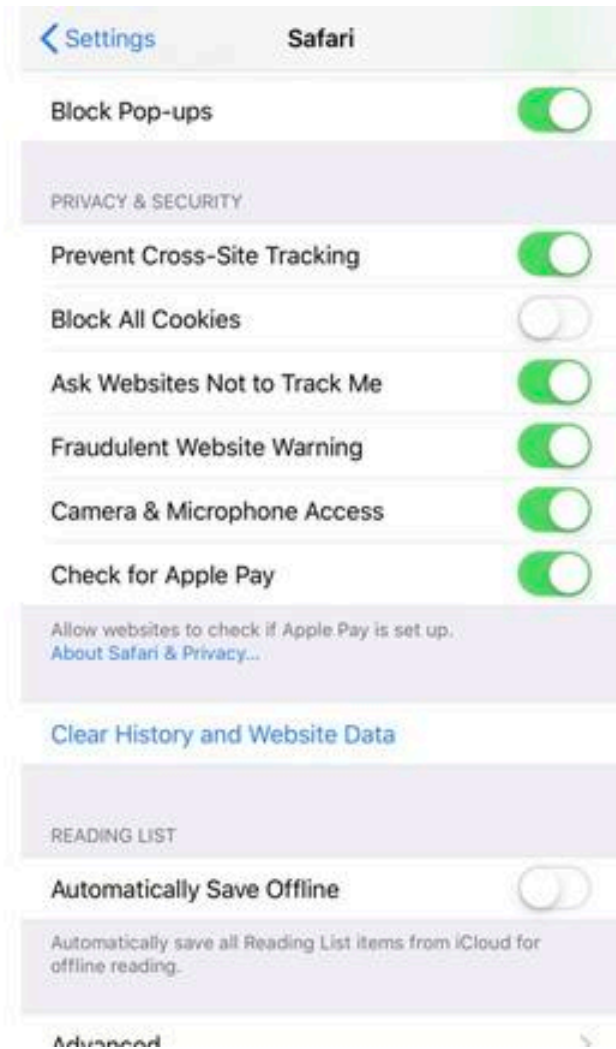 Settings
Safari
Block Pop-ups
PRIVACY & SECURITY
Prevent Cross-Site Tracking
Block All Cookies
Ask Websites Not to Track Me
Fraudulent Website Warning
Camera & Microphone Access
Check for Apple Pay
Allow websites to check if Apple Pay is set up.
About Safari & Privacy...
Clear History and Website Data
READING LIST
Automatically Save Offline
Automatically save all Reading List items from iCloud for
offline reading.
Advanced